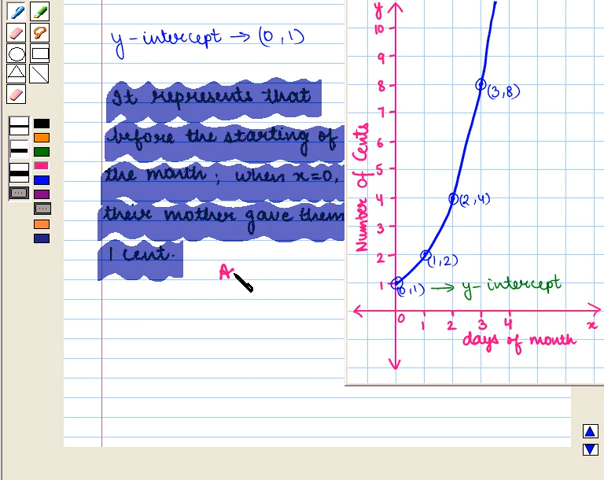 y-intercept → (0,1)
It represents that
before the starting of
the month, when x=0,
their mother gave them
1 cent.
A
y
10
9
8
7
6
5
4
3
2
1
Number of Cents
(3,8)
(2,4)
(1,2)
(0,1) → y-intercept
0 1 2 3 4 x
days of month